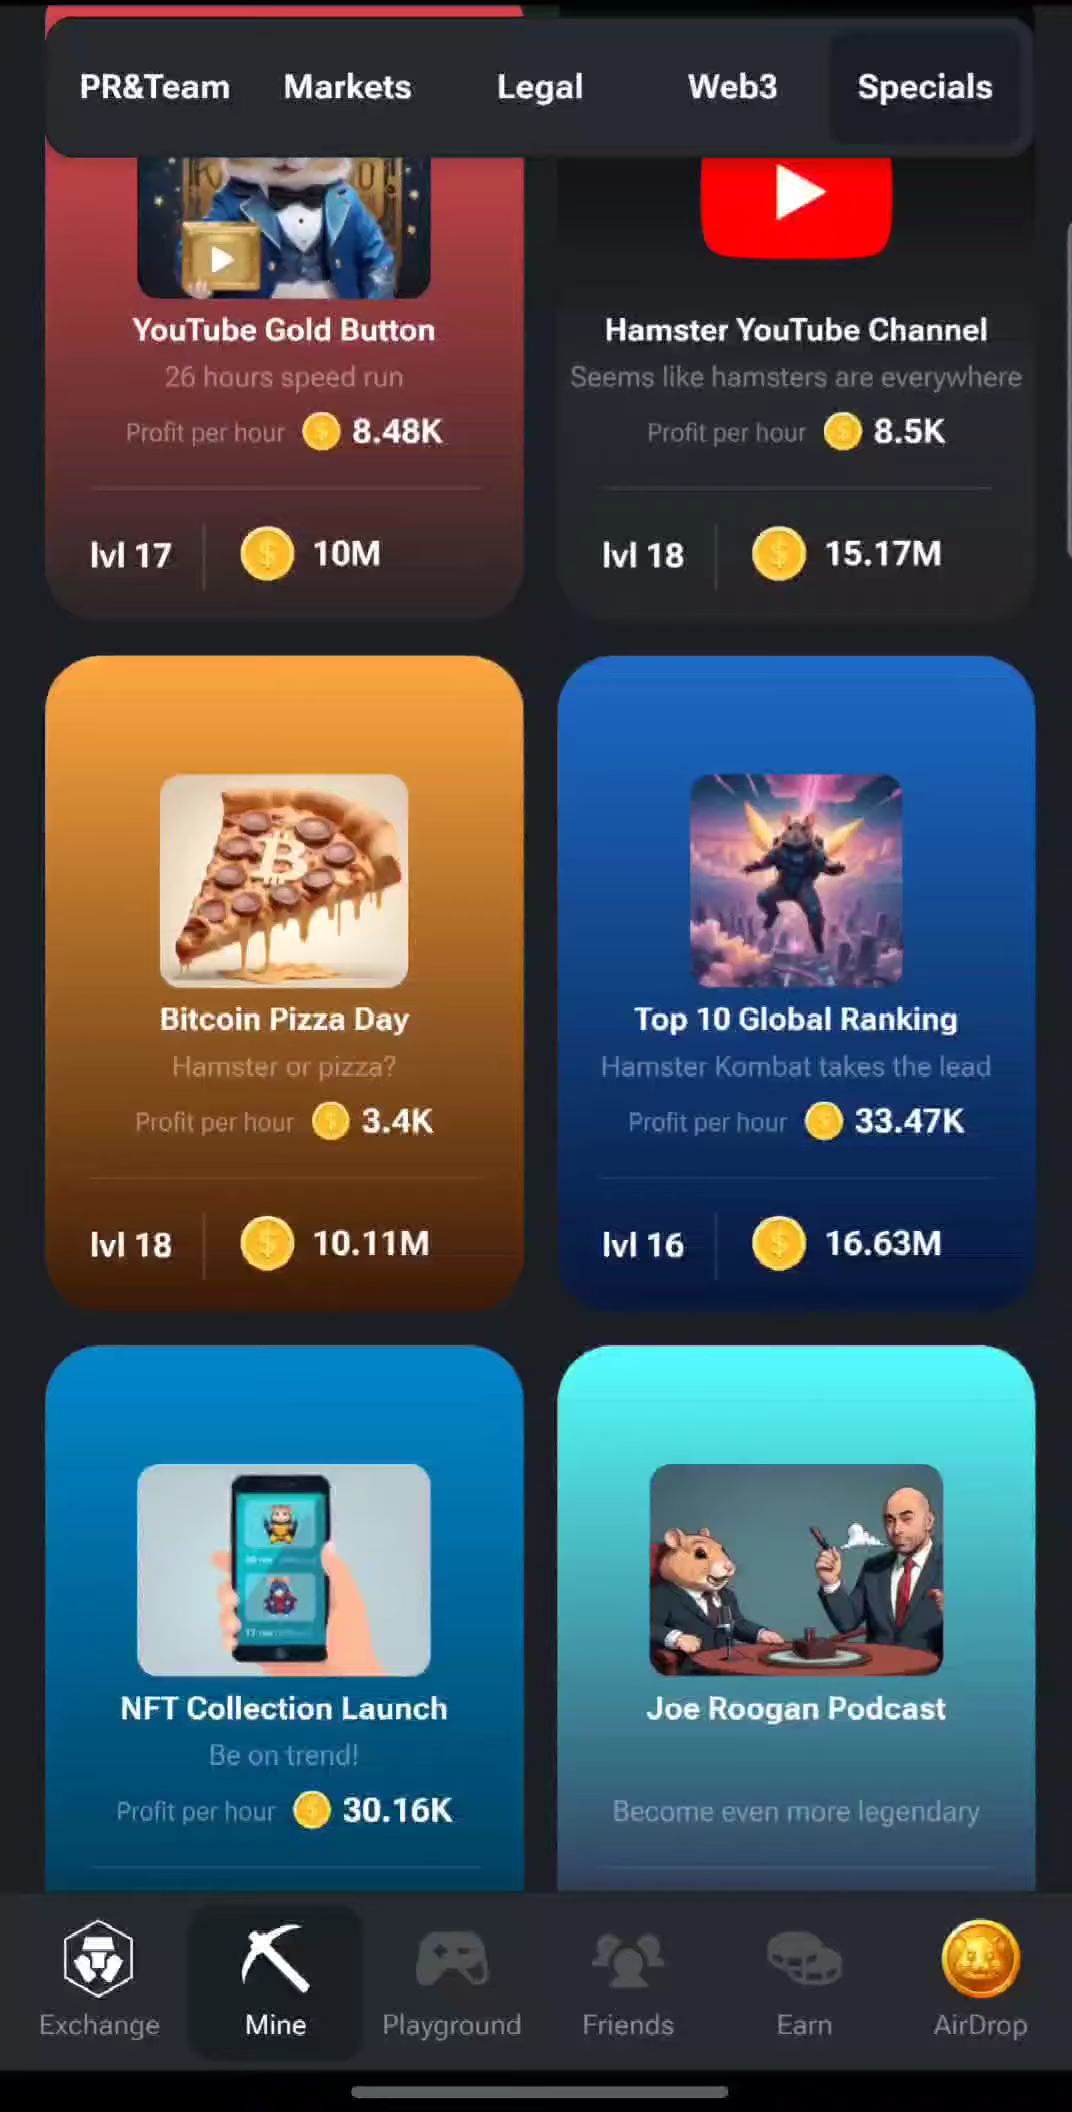 PR&Team Markets Legal Web3 Specials
YouTube Gold Button
26 hours speed run
Profit per hour 8.48K
lvl 17 10M
Hamster YouTube Channel
Seems like hamsters are everywhere
Profit per hour 8.5K
lvl 18 15.17M
Bitcoin Pizza Day
Hamster or pizza?
Profit per hour 3.4K
lvl 18 10.11M
Top 10 Global Ranking
Hamster Kombat takes the lead
Profit per hour 33.47K
lvl 16 16.63M
NFT Collection Launch
Be on trend!
Profit per hour 30.16K
Joe Roogan Podcast
Become even more legendary
Exchange Mine Playground Friends Earn AirDrop